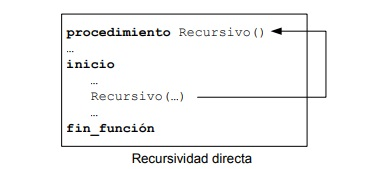 procedimiento Recursivo()
…
inicio
…
Recursivo(…)
…
fin_función
Recursividad directa